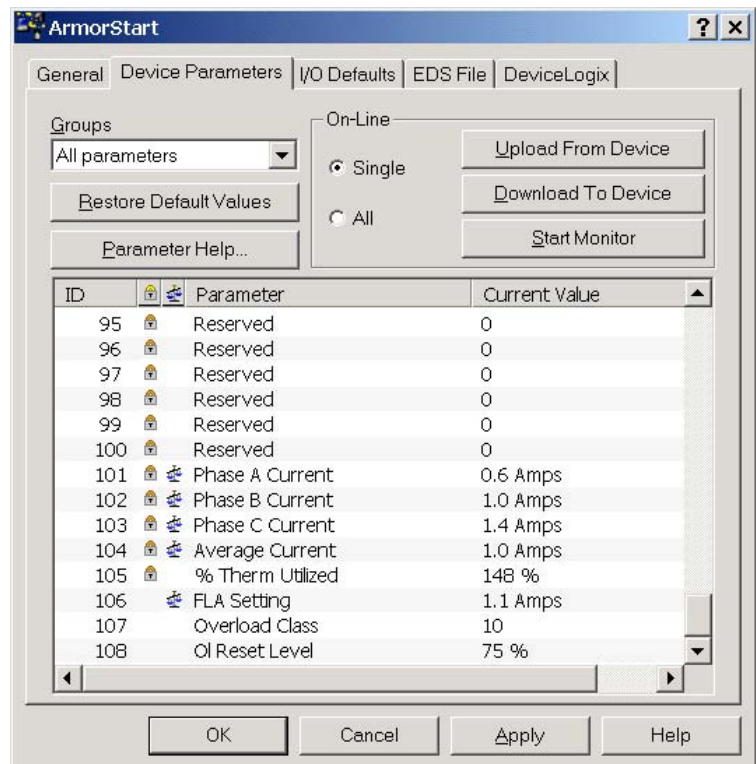 ArmorStart
General Device Parameters I/O Defaults EDS File DeviceLogix
Groups
All parameters
Restore Default Values
Parameter Help...
On-Line
Single
All
Upload From Device
Download To Device
Start Monitor
ID Parameter Current Value
95 Reserved 0
96 Reserved 0
97 Reserved 0
98 Reserved 0
99 Reserved 0
100 Reserved 0
101 Phase A Current 0.6 Amps
102 Phase B Current 1.0 Amps
103 Phase C Current 1.4 Amps
104 Average Current 1.0 Amps
105 % Therm Utilized 148 %
106 FLA Setting 1.1 Amps
107 Overload Class 10
108 Ol Reset Level 75 %
OK Cancel Apply Help